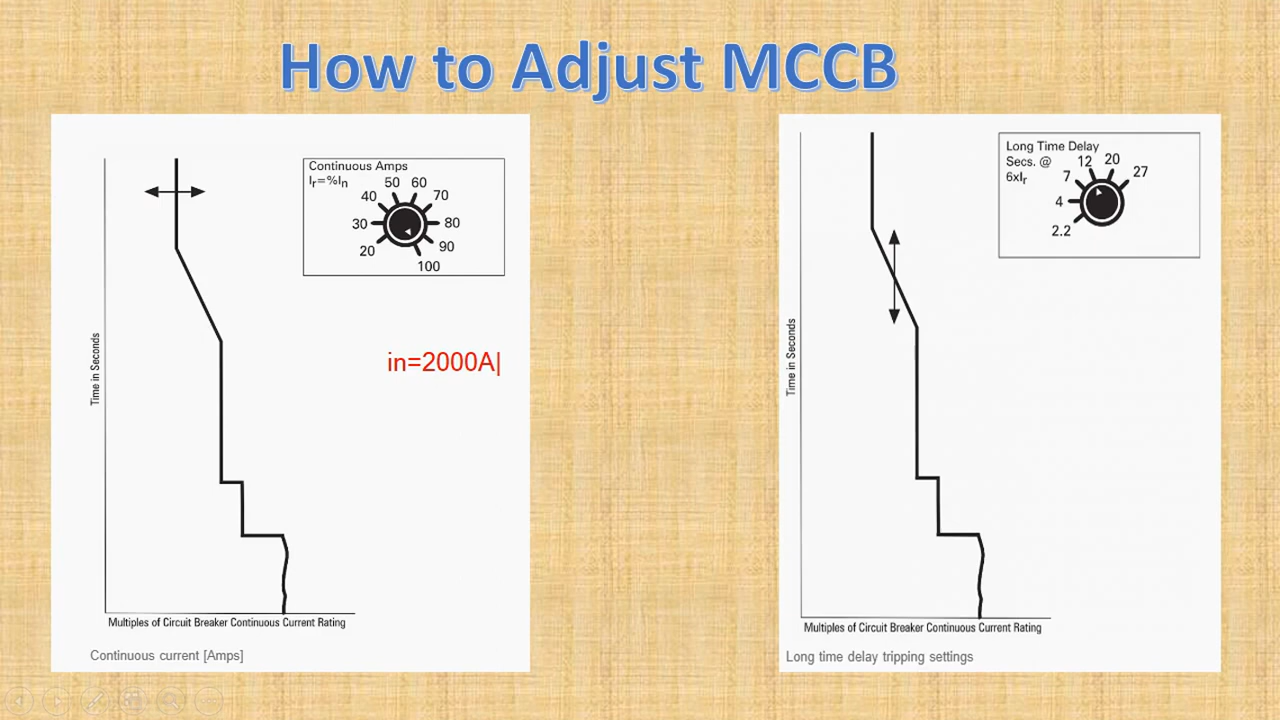 How to Adjust MCCB
Continuous Amps
Ir=%In
20
30
40
50
60
70
80
90
100
in=2000A|
Time in Seconds
Multiples of Circuit Breaker Continuous Current Rating
Continuous current [Amps]
Long Time Delay
Secs. @
6xIr
2.2
4
7
12
20
27
Time in Seconds
Multiples of Circuit Breaker Continuous Current Rating
Long time delay tripping settings